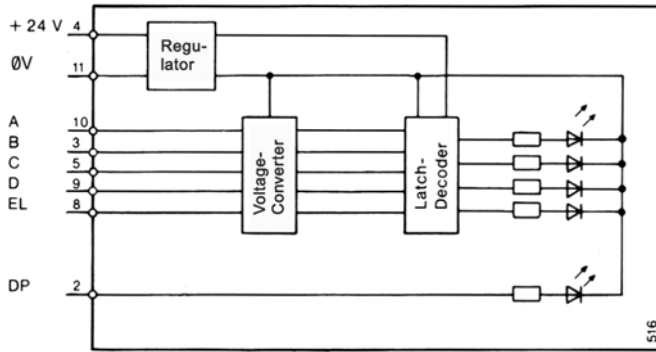 + 24 V 4
Regu-
lator
ØV 11
A 10
B 3
C 5
D 9
EL 8
Voltage-
Converter
Latch-
Decoder
DP 2
516